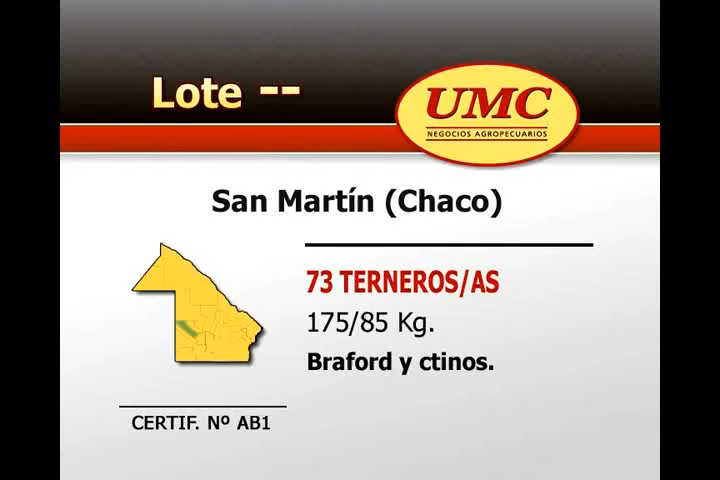 Lote --
UMC
NEGOCIOS AGROPECUARIOS
San Martín (Chaco)
73 TERNEROS/AS
175/85 Kg.
Braford y ctinos.
CERTIF. Nº AB1